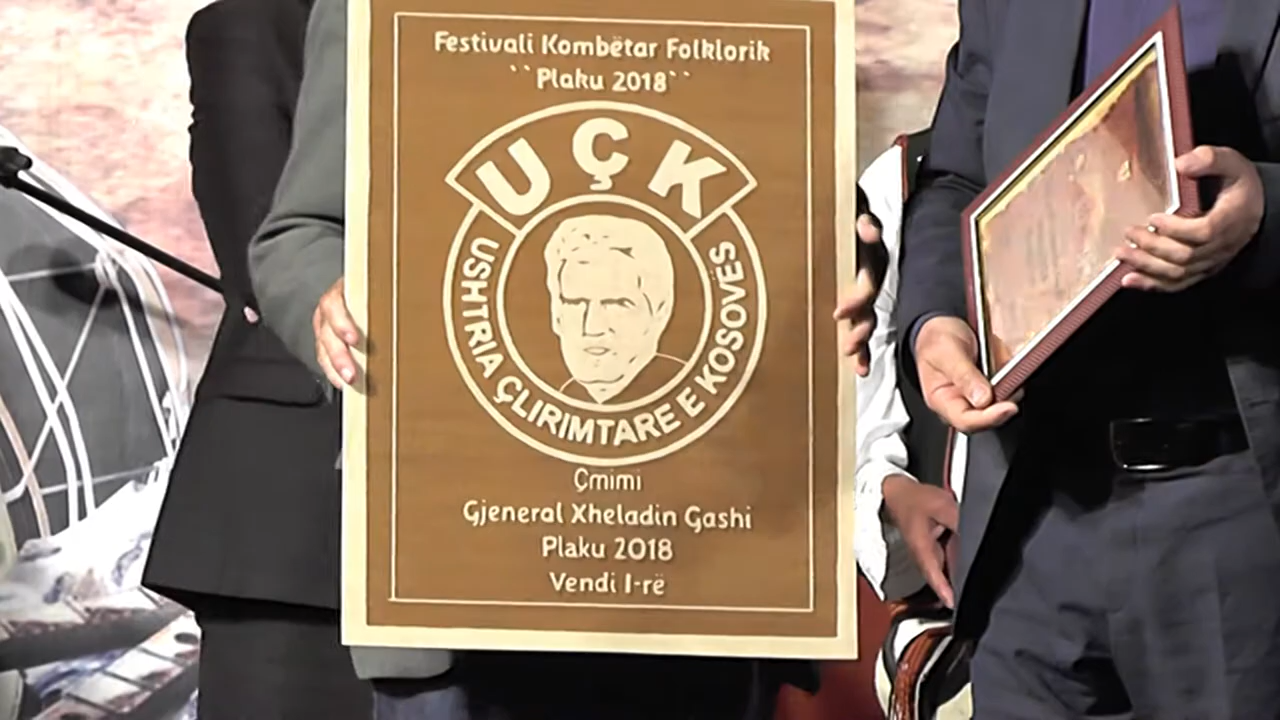 Festivali Kombëtar Folklorik
``Plaku 2018``
UÇK
USHTRIA ÇLIRIMTARE E KOSOVËS
Çmimi
Gjeneral Xheladin Gashi
Plaku 2018
Vendi I-rë